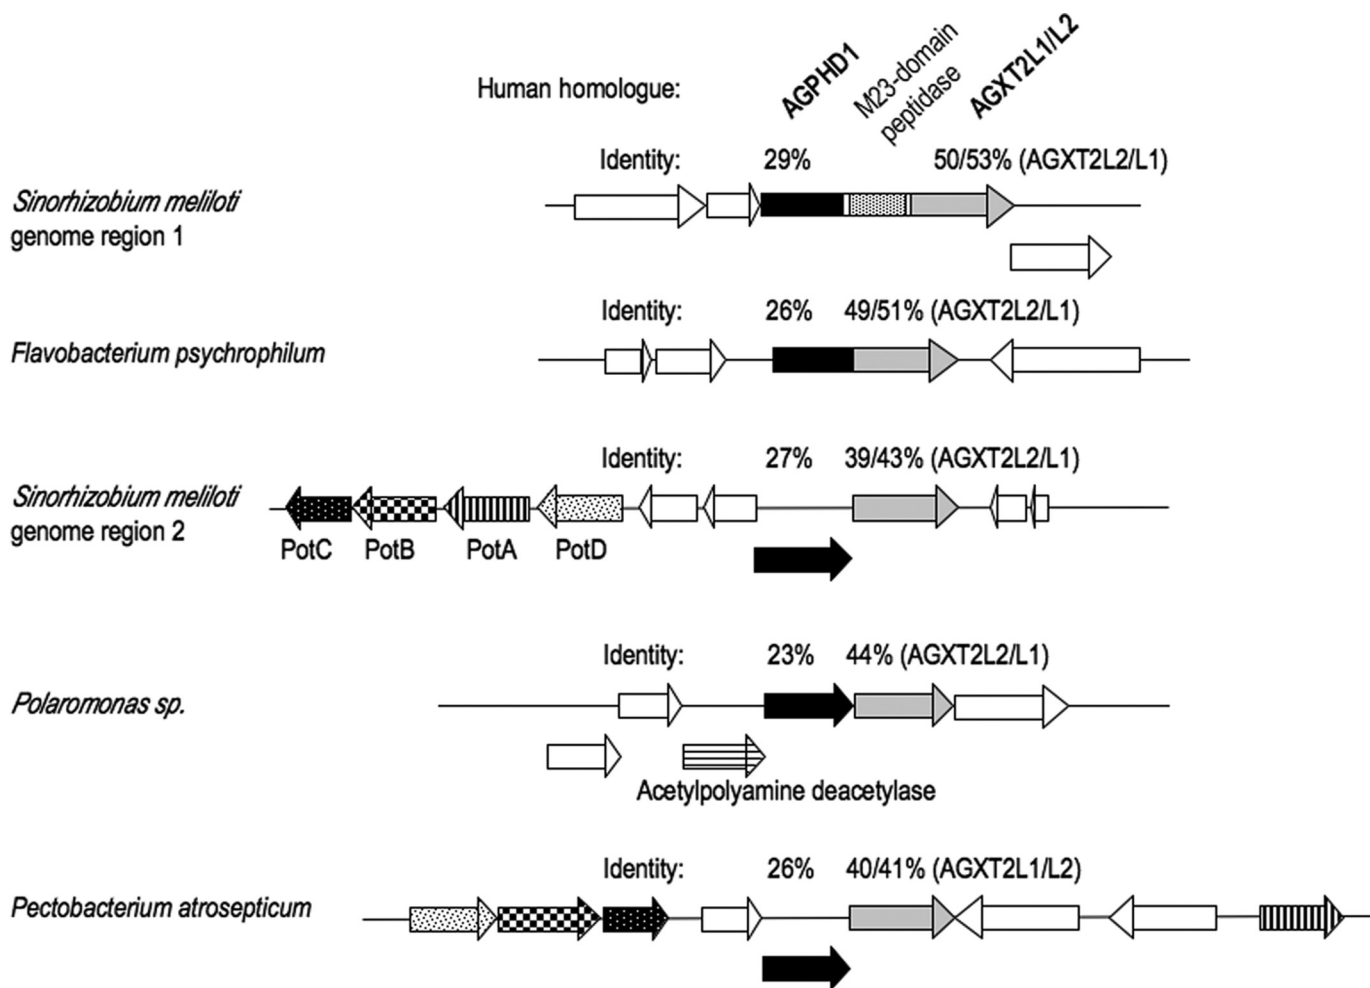 Human homologue:
AGPHD1
M23-domain
peptidase
AGXT2L1/L2
Identity: 29% 50/53% (AGXT2L2/L1)
Sinorhizobium meliloti
genome region 1
Identity: 26% 49/51% (AGXT2L2/L1)
Flavobacterium psychrophilum
Identity: 27% 39/43% (AGXT2L2/L1)
Sinorhizobium meliloti
genome region 2
PotC PotB PotA PotD
Identity: 23% 44% (AGXT2L2/L1)
Polaromonas sp.
Acetylpolyamine deacetylase
Identity: 26% 40/41% (AGXT2L1/L2)
Pectobacterium atrosepticum